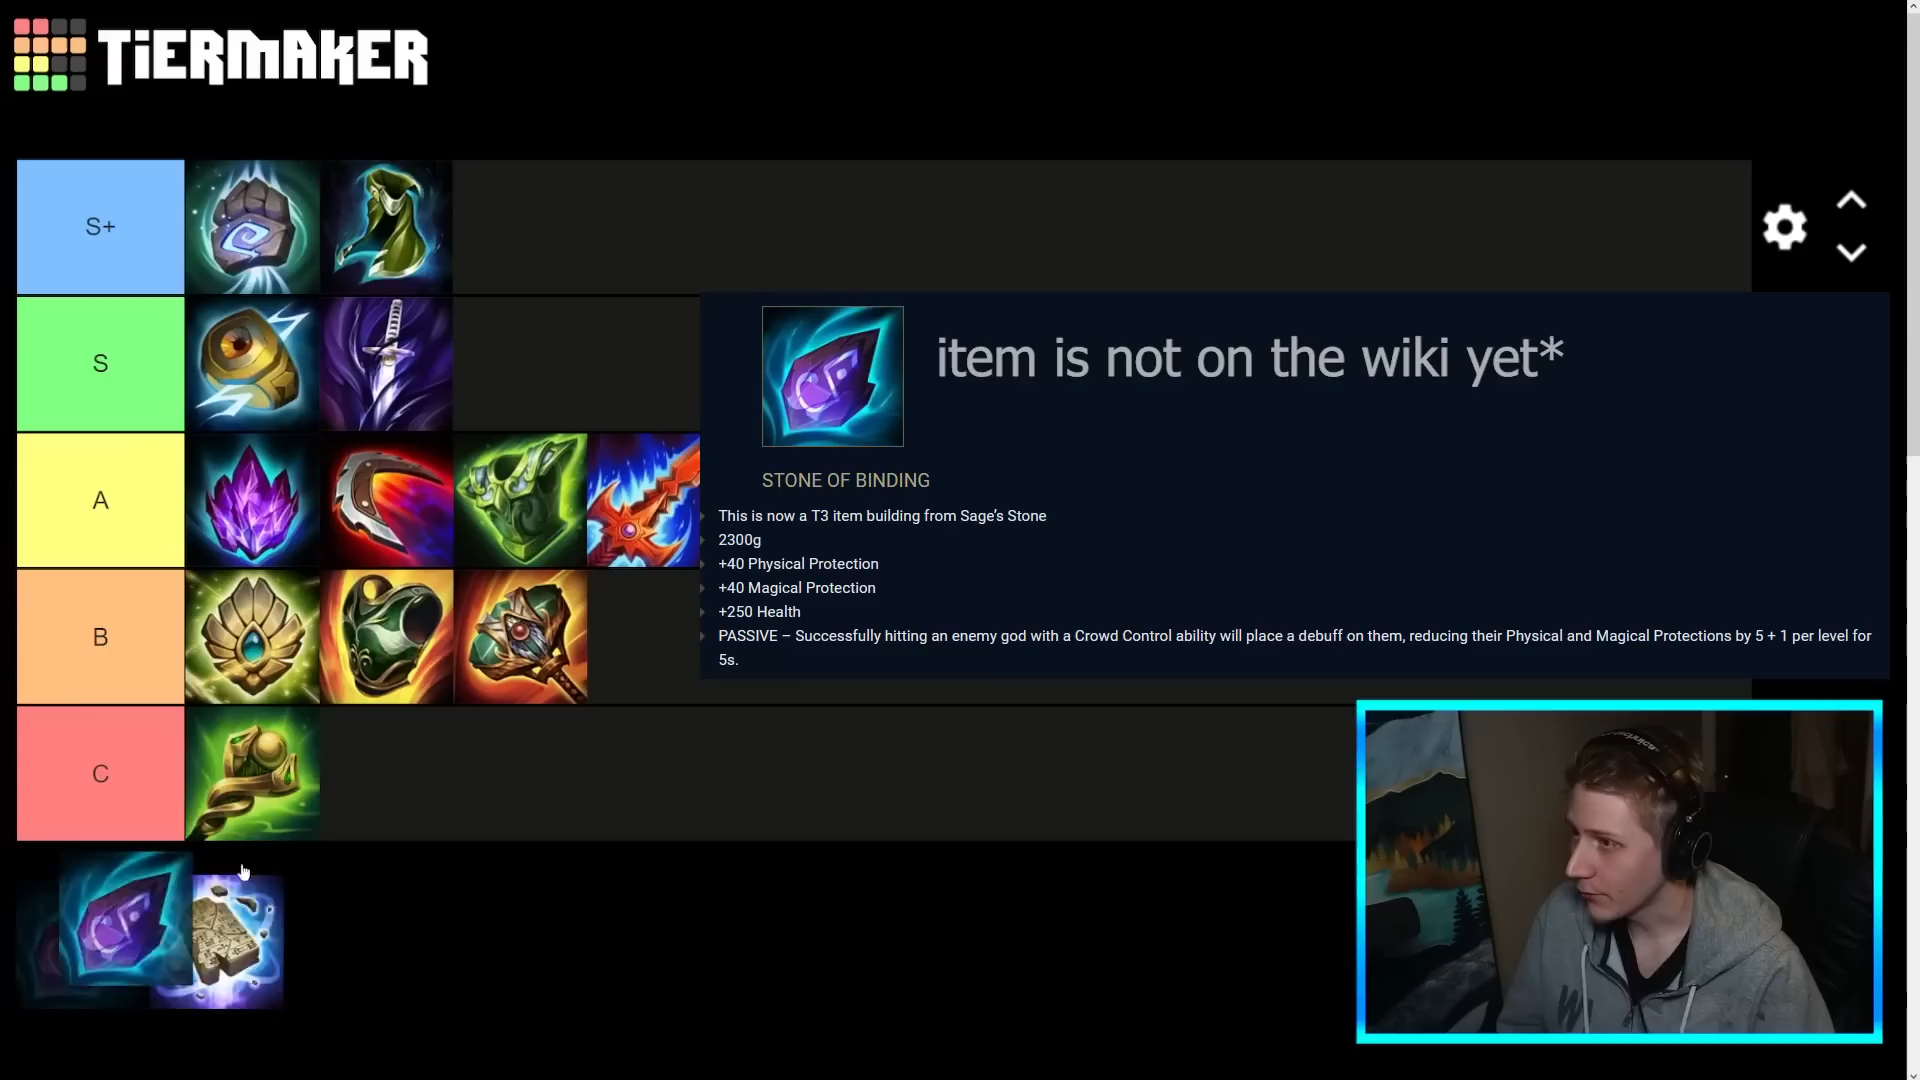 TiERMAKER
S+
S
item is not on the wiki yet*
STONE OF BINDING
A
This is now a T3 item building from Sage's Stone
2300g
+40 Physical Protection
+40 Magical Protection
+250 Health
B
PASSIVE – Successfully hitting an enemy god with a Crowd Control ability will place a debuff on them, reducing their Physical and Magical Protections by 5 + 1 per level for
5s.
C